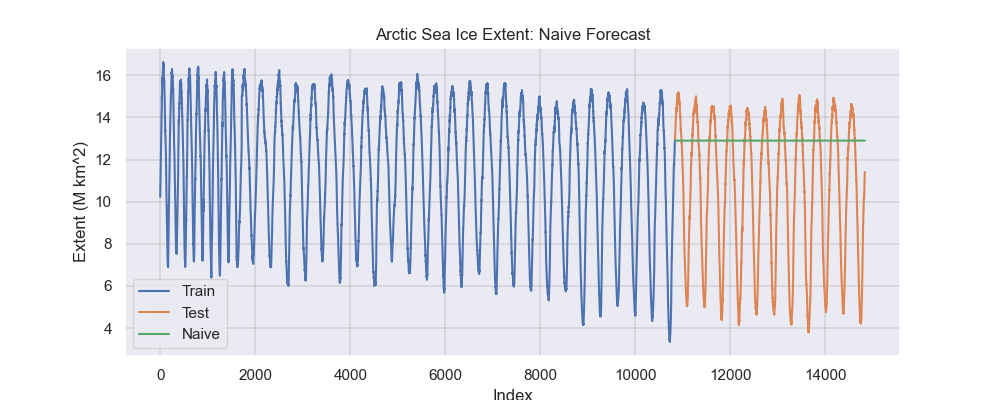 Arctic Sea Ice Extent: Naive Forecast
Extent (M km^2)
16
14
12
10
8
6
4
Train
Test
Naive
0
2000
4000
6000
8000
10000
12000
14000
Index